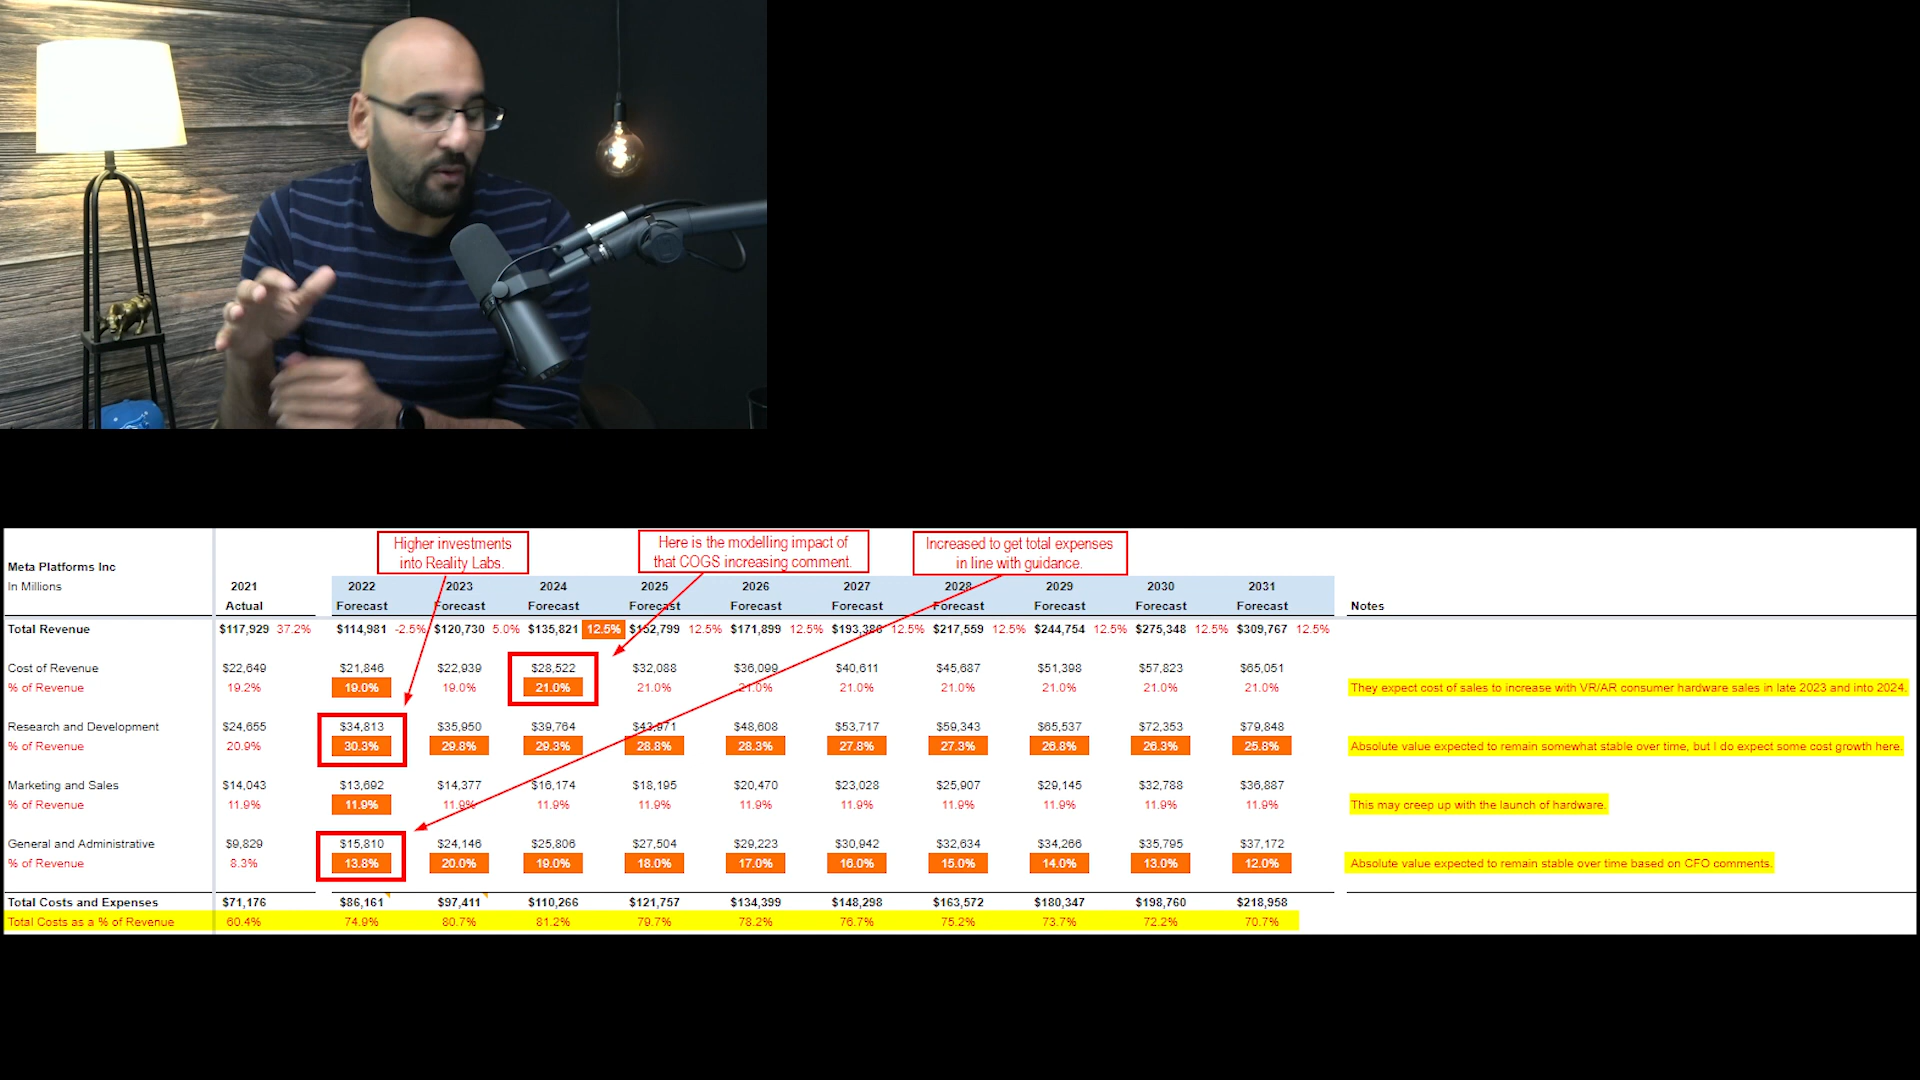 Higher investments
into Reality Labs.
Here is the modelling impact of
that COGS increasing comment.
Increased to get total expenses
in line with guidance.
Meta Platforms Inc
In Millions 2021 2022 2023 2024 2025 2026 2027 2028 2029 2030 2031
Actual Forecast Forecast Forecast Forecast Forecast Forecast Forecast Forecast Forecast Forecast Notes
Total Revenue $117,929 37.2% $114,981 -2.5% $120,730 5.0% $135,821 12.5% $152,799 12.5% $171,899 12.5% $193,386 12.5% $217,559 12.5% $244,754 12.5% $275,348 12.5% $309,767 12.5%
Cost of Revenue $22,649 $21,846 $22,939 $28,522 $32,088 $36,099 $40,611 $45,687 $51,398 $57,823 $65,051
% of Revenue 19.2% 19.0% 19.0% 21.0% 21.0% 21.0% 21.0% 21.0% 21.0% 21.0% 21.0% They expect cost of sales to increase with VR/AR consumer hardware sales in late 2023 and into 2024.
Research and Development $24,655 $34,813 $35,950 $39,764 $43,971 $48,608 $53,717 $59,343 $65,537 $72,353 $79,848
% of Revenue 20.9% 30.3% 29.8% 29.3% 28.8% 28.3% 27.8% 27.3% 26.8% 26.3% 25.8% Absolute value expected to remain somewhat stable over time, but I do expect some cost growth here.
Marketing and Sales $14,043 $13,692 $14,377 $16,174 $18,195 $20,470 $23,028 $25,907 $29,145 $32,788 $36,887
% of Revenue 11.9% 11.9% 11.9% 11.9% 11.9% 11.9% 11.9% 11.9% 11.9% 11.9% 11.9% This may creep up with the launch of hardware.
General and Administrative $9,829 $15,810 $24,146 $25,806 $27,504 $29,223 $30,942 $32,634 $34,266 $35,795 $37,172
% of Revenue 8.3% 13.8% 20.0% 19.0% 18.0% 17.0% 16.0% 15.0% 14.0% 13.0% 12.0% Absolute value expected to remain stable over time based on CFO comments.
Total Costs and Expenses $71,176 $86,161 $97,411 $110,266 $121,757 $134,399 $148,298 $163,572 $180,347 $198,760 $218,958
Total Costs as a % of Revenue 60.4% 74.9% 80.7% 81.2% 79.7% 78.2% 76.7% 75.2% 73.7% 72.2% 70.7%